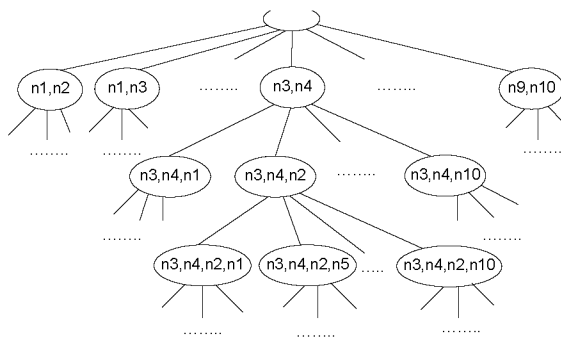 n1,n2 n1,n3 ........ n3,n4 ........ n9,n10
........ ........ ........
n3,n4,n1 n3,n4,n2 ........ n3,n4,n10
........ ........
n3,n4,n2,n1 n3,n4,n2,n5 ..... n3,n4,n2,n10
........ ........ ........